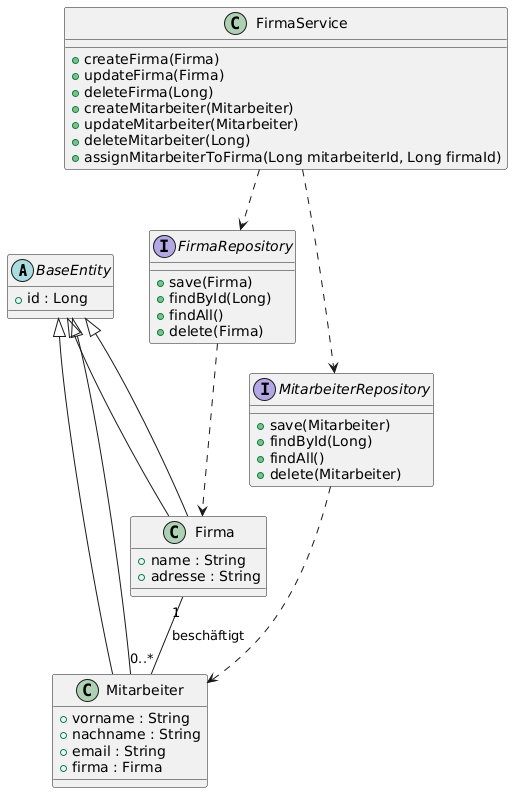 C FirmaService
createFirma(Firma)
updateFirma(Firma)
deleteFirma(Long)
createMitarbeiter(Mitarbeiter)
updateMitarbeiter(Mitarbeiter)
deleteMitarbeiter(Long)
assignMitarbeiterToFirma(Long mitarbeiterId, Long firmaId)
A BaseEntity
id : Long
I FirmaRepository
save(Firma)
findById(Long)
findAll()
delete(Firma)
I MitarbeiterRepository
save(Mitarbeiter)
findById(Long)
findAll()
delete(Mitarbeiter)
C Firma
name : String
adresse : String
1
beschäftigt
0..*
C Mitarbeiter
vorname : String
nachname : String
email : String
firma : Firma